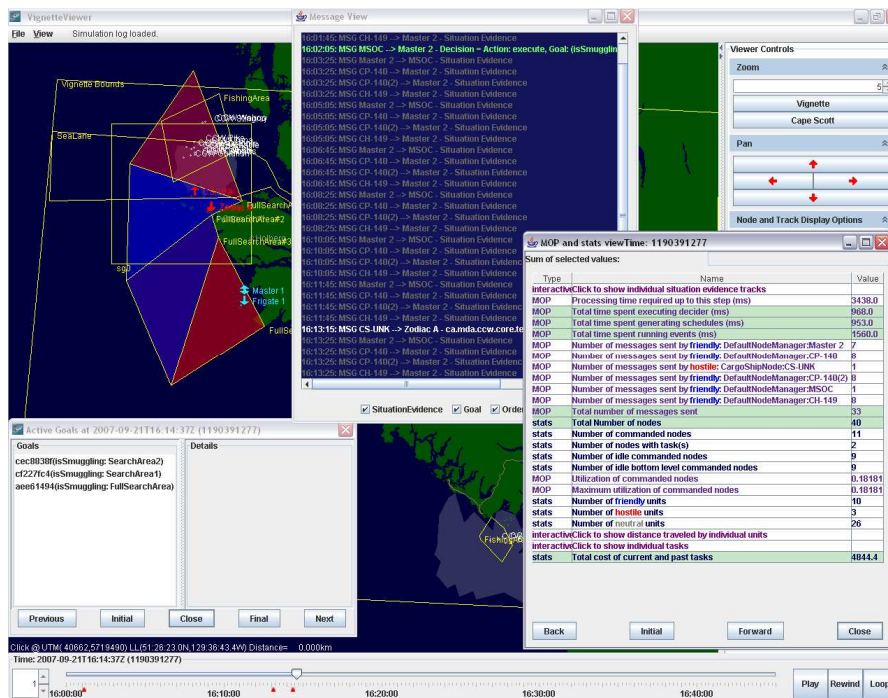 VignetteViewer
File View Simulation log loaded.
Vignette Bounds
FishingArea
SeaLane
FullSearchA
FullSearchArea#2
FullSearchArea#3
Holberg
sg0
Master 1
Frigate 1
FullSea
Message View
16:01:45: MSG CH-149 --> Master 2 - Situation Evidence
16:02:05: MSG MSOC --> Master 2 - Decision = Action: execute, Goal: (isSmugglin
16:03:25: MSG Master 2 --> MSOC - Situation Evidence
16:03:25: MSG CP-140 --> Master 2 - Situation Evidence
16:03:25: MSG CP-140(2) --> Master 2 - Situation Evidence
16:03:25: MSG CH-149 --> Master 2 - Situation Evidence
16:05:05: MSG Master 2 --> MSOC - Situation Evidence
16:05:05: MSG CP-140 --> Master 2 - Situation Evidence
16:05:05: MSG CP-140(2) --> Master 2 - Situation Evidence
16:05:05: MSG CH-149 --> Master 2 - Situation Evidence
16:06:45: MSG Master 2 --> MSOC - Situation Evidence
16:06:45: MSG CP-140 --> Master 2 - Situation Evidence
16:06:45: MSG CP-140(2) --> Master 2 - Situation Evidence
16:06:45: MSG CH-149 --> Master 2 - Situation Evidence
16:08:25: MSG Master 2 --> MSOC - Situation Evidence
16:08:25: MSG CP-140 --> Master 2 - Situation Evidence
16:08:25: MSG CP-140(2) --> Master 2 - Situation Evidence
16:08:25: MSG CH-149 --> Master 2 - Situation Evidence
16:10:05: MSG Master 2 --> MSOC - Situation Evidence
16:10:05: MSG CP-140 --> Master 2 - Situation Evidence
16:10:05: MSG CP-140(2) --> Master 2 - Situation Evidence
16:10:05: MSG CH-149 --> Master 2 - Situation Evidence
16:11:45: MSG Master 2 --> MSOC - Situation Evidence
16:11:45: MSG CP-140 --> Master 2 - Situation Evidence
16:11:45: MSG CP-140(2) --> Master 2 - Situation Evidence
16:11:45: MSG CH-149 --> Master 2 - Situation Evidence
16:13:15: MSG CS-UNK --> Zodiac A - ca.mda.ccw.core.te
16:13:25: MSG Master 2 --> MSOC - Situation Evidence
16:13:25: MSG CP-140 --> Master 2 - Situation Evidence
16:13:25: MSG CP-140(2) --> Master 2 - Situation Evidence
16:13:25: MSG CH-149 --> Master 2 - Situation Evidence
SituationEvidence Goal Orde
Viewer Controls
Zoom
5
Vignette
Cape Scott
Pan
Node and Track Display Options
MOP and stats viewTime: 1190391277
Sum of selected values:
Type Name Value
interactive Click to show individual situation evidence tracks
MOP Processing time required up to this step (ms) 3438.0
MOP Total time spent executing decider (ms) 968.0
MOP Total time spent generating schedules (ms) 953.0
MOP Total time spent running events (ms) 1560.0
MOP Number of messages sent by friendly: DefaultNodeManager:Master 2 7
MOP Number of messages sent by friendly: DefaultNodeManager:CP-140 8
MOP Number of messages sent by hostile: CargoShipNode:CS-UNK 1
MOP Number of messages sent by friendly: DefaultNodeManager:CP-140(2) 8
MOP Number of messages sent by friendly: DefaultNodeManager:MSOC 1
MOP Number of messages sent by friendly: DefaultNodeManager:CH-149 8
MOP Total number of messages sent 33
stats Total Number of nodes 40
stats Number of commanded nodes 11
stats Number of nodes with task(s) 2
stats Number of idle commanded nodes 9
stats Number of idle bottom level commanded nodes 9
MOP Utilization of commanded nodes 0.18181
MOP Maximum utilization of commanded nodes 0.18181
stats Number of friendly units 10
stats Number of hostile units 3
stats Number of neutral units 26
interactive Click to show distance traveled by individual units
interactive Click to show individual tasks
stats Total cost of current and past tasks 4844.4
Back Initial Forward Close
Active Goals at 2007-09-21T16:14:37Z (1190391277)
Goals Details
cec8838f(isSmuggling: SearchArea2)
cf227fc4(isSmuggling: SearchArea1)
aee61494(isSmuggling: FullSearchArea)
Previous Initial Close Final Next
Click @ UTM( 40662,5719490) LL(51:26:23.0N,129:36:43.4W) Distance= 0.000km
Time: 2007-09-21T16:14:37Z (1190391277)
1
16:00:00 16:10:00 16:20:00 16:30:00 16:40:00
Play Rewind Loop